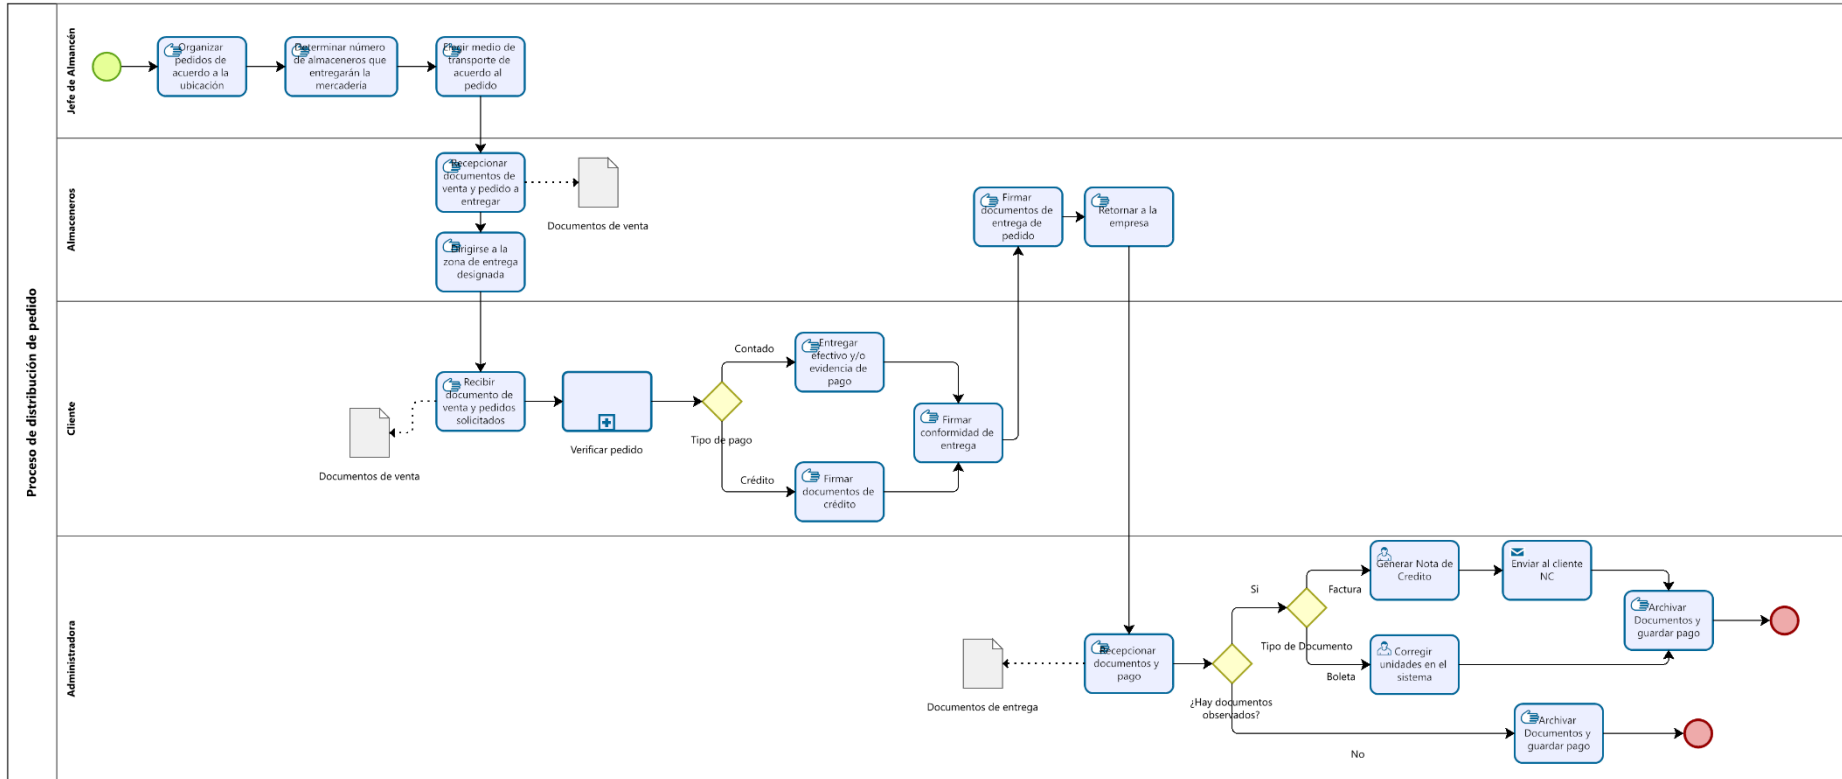 Proceso de distribución de pedido
Jefe de Almancén
Organizar
pedidos de
acuerdo a la
ubicación
Determinar número
de almaceneros que
entregarán la
mercadería
Elegir medio de
transporte de
acuerdo al
pedido
Almaceneros
Recepcionar
documentos de
venta y pedido a
entregar
Documentos de venta
Dirigirse a la
zona de entrega
designada
Firmar
documentos de
entrega de
pedido
Retornar a la
empresa
Cliente
Recibir
documento de
venta y pedidos
solicitados
Documentos de venta
Verificar pedido
Tipo de pago
Contado
Entregar
efectivo y/o
evidencia de
pago
Crédito
Firmar
documentos de
crédito
Firmar
conformidad de
entrega
Administradora
Recepcionar
documentos y
pago
Documentos de entrega
¿Hay documentos
observados?
Si
Tipo de Documento
Factura
Generar Nota de
Credito
Enviar al cliente
NC
Boleta
Corregir
unidades en el
sistema
Archivar
Documentos y
guardar pago
No
Archivar
Documentos y
guardar pago